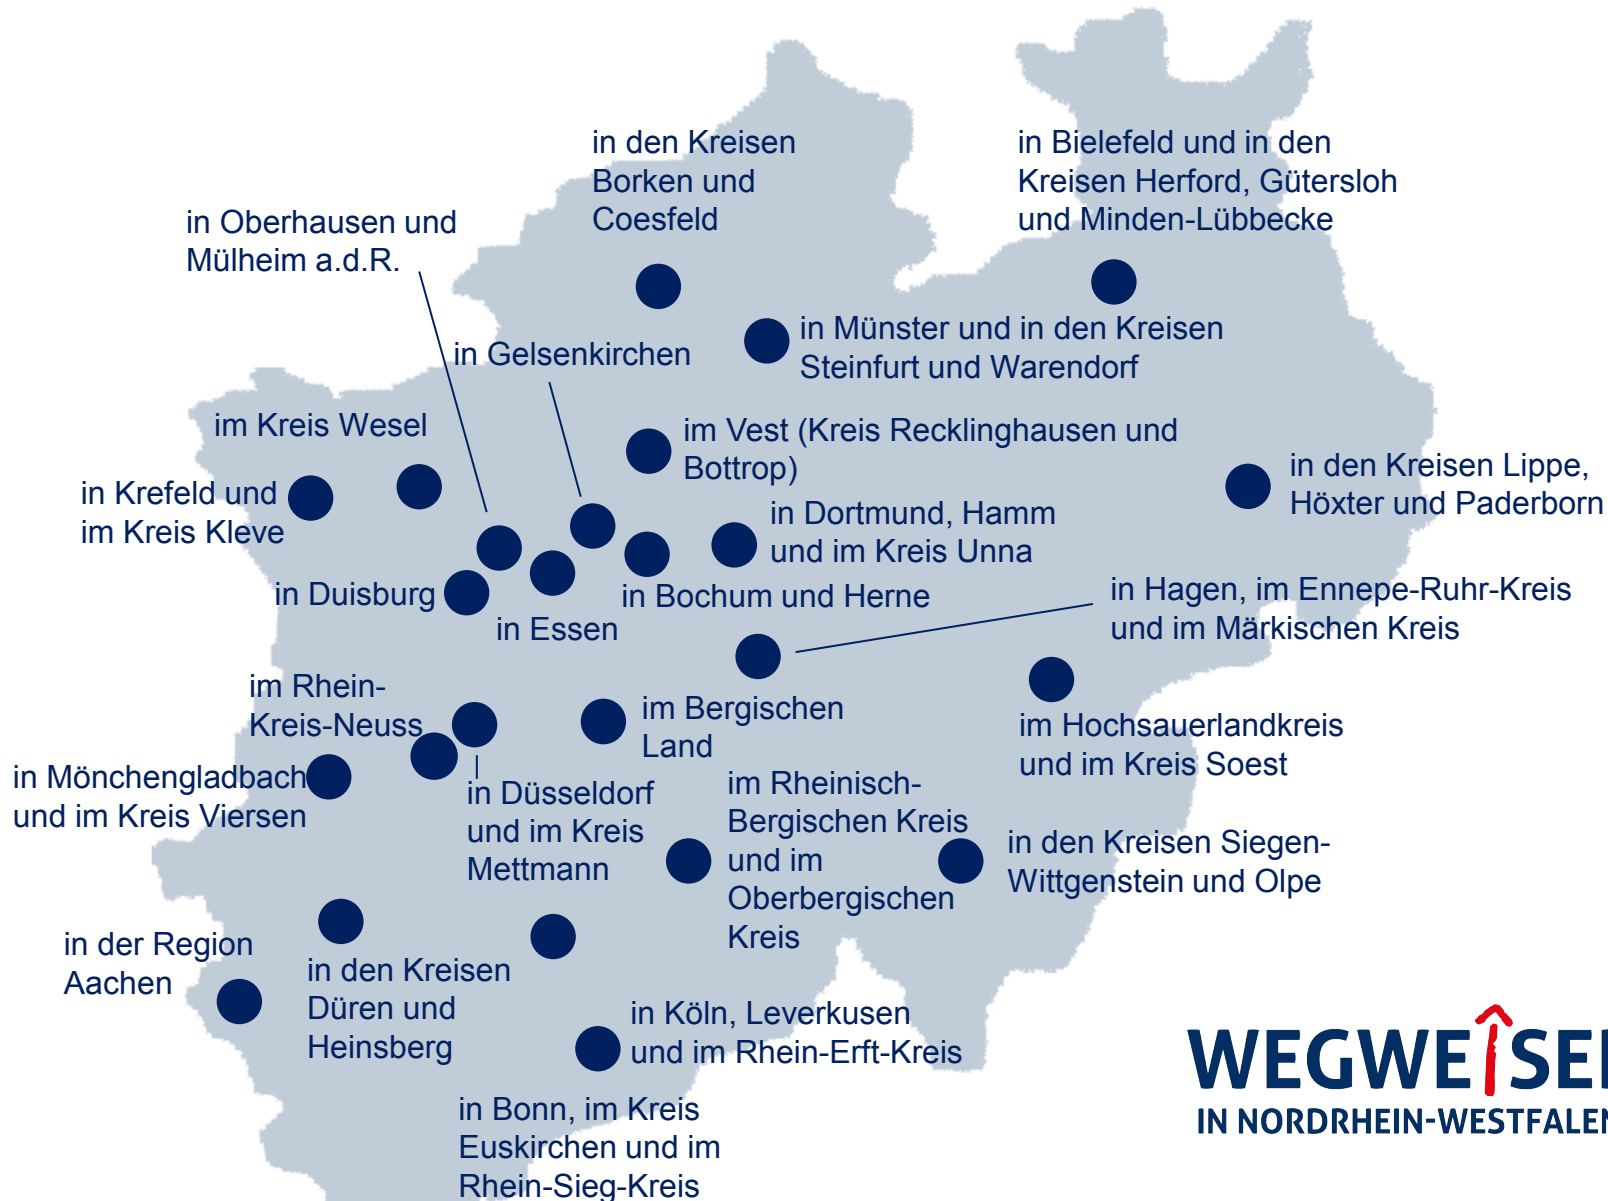 in den Kreisen
Borken und
Coesfeld
in Bielefeld und in den
Kreisen Herford, Gütersloh
und Minden-Lübbecke
in Oberhausen und
Mülheim a.d.R.
in Gelsenkirchen
in Münster und in den Kreisen
Steinfurt und Warendorf
im Kreis Wesel
im Vest (Kreis Recklinghausen und
Bottrop)
in Krefeld und
im Kreis Kleve
in den Kreisen Lippe,
Höxter und Paderborn
in Dortmund, Hamm
und im Kreis Unna
in Duisburg
in Essen
in Bochum und Herne
in Hagen, im Ennepe-Ruhr-Kreis
und im Märkischen Kreis
im Rhein-
Kreis-Neuss
im Bergischen
Land
im Hochsauerlandkreis
und im Kreis Soest
in Mönchengladbach
und im Kreis Viersen
in Düsseldorf
und im Kreis
Mettmann
im Rheinisch-
Bergischen Kreis
und im
Oberbergischen
Kreis
in den Kreisen Siegen-
Wittgenstein und Olpe
in der Region
Aachen
in den Kreisen
Düren und
Heinsberg
in Köln, Leverkusen
und im Rhein-Erft-Kreis
in Bonn, im Kreis
Euskirchen und im
Rhein-Sieg-Kreis
WEGWEISER
IN NORDRHEIN-WESTFALEN